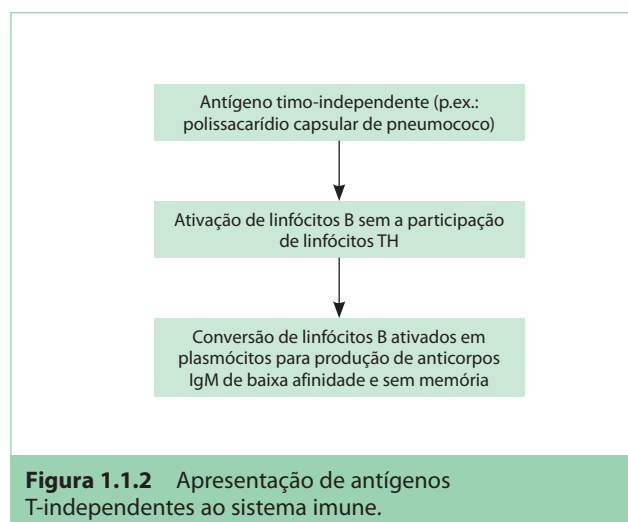 Antígeno timo-independente (p.ex.:
polissacarídio capsular de pneumococo)
Ativação de linfócitos B sem a participação
de linfócitos TH
Conversão de linfócitos B ativados em
plasmócitos para produção de anticorpos
IgM de baixa afinidade e sem memória
Figura 1.1.2 Apresentação de antígenos
T-independentes ao sistema imune.